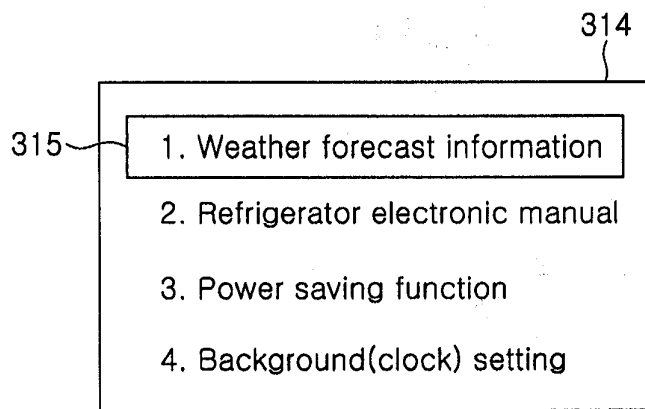 314
315
1. Weather forecast information
2. Refrigerator electronic manual
3. Power saving function
4. Background(clock) setting